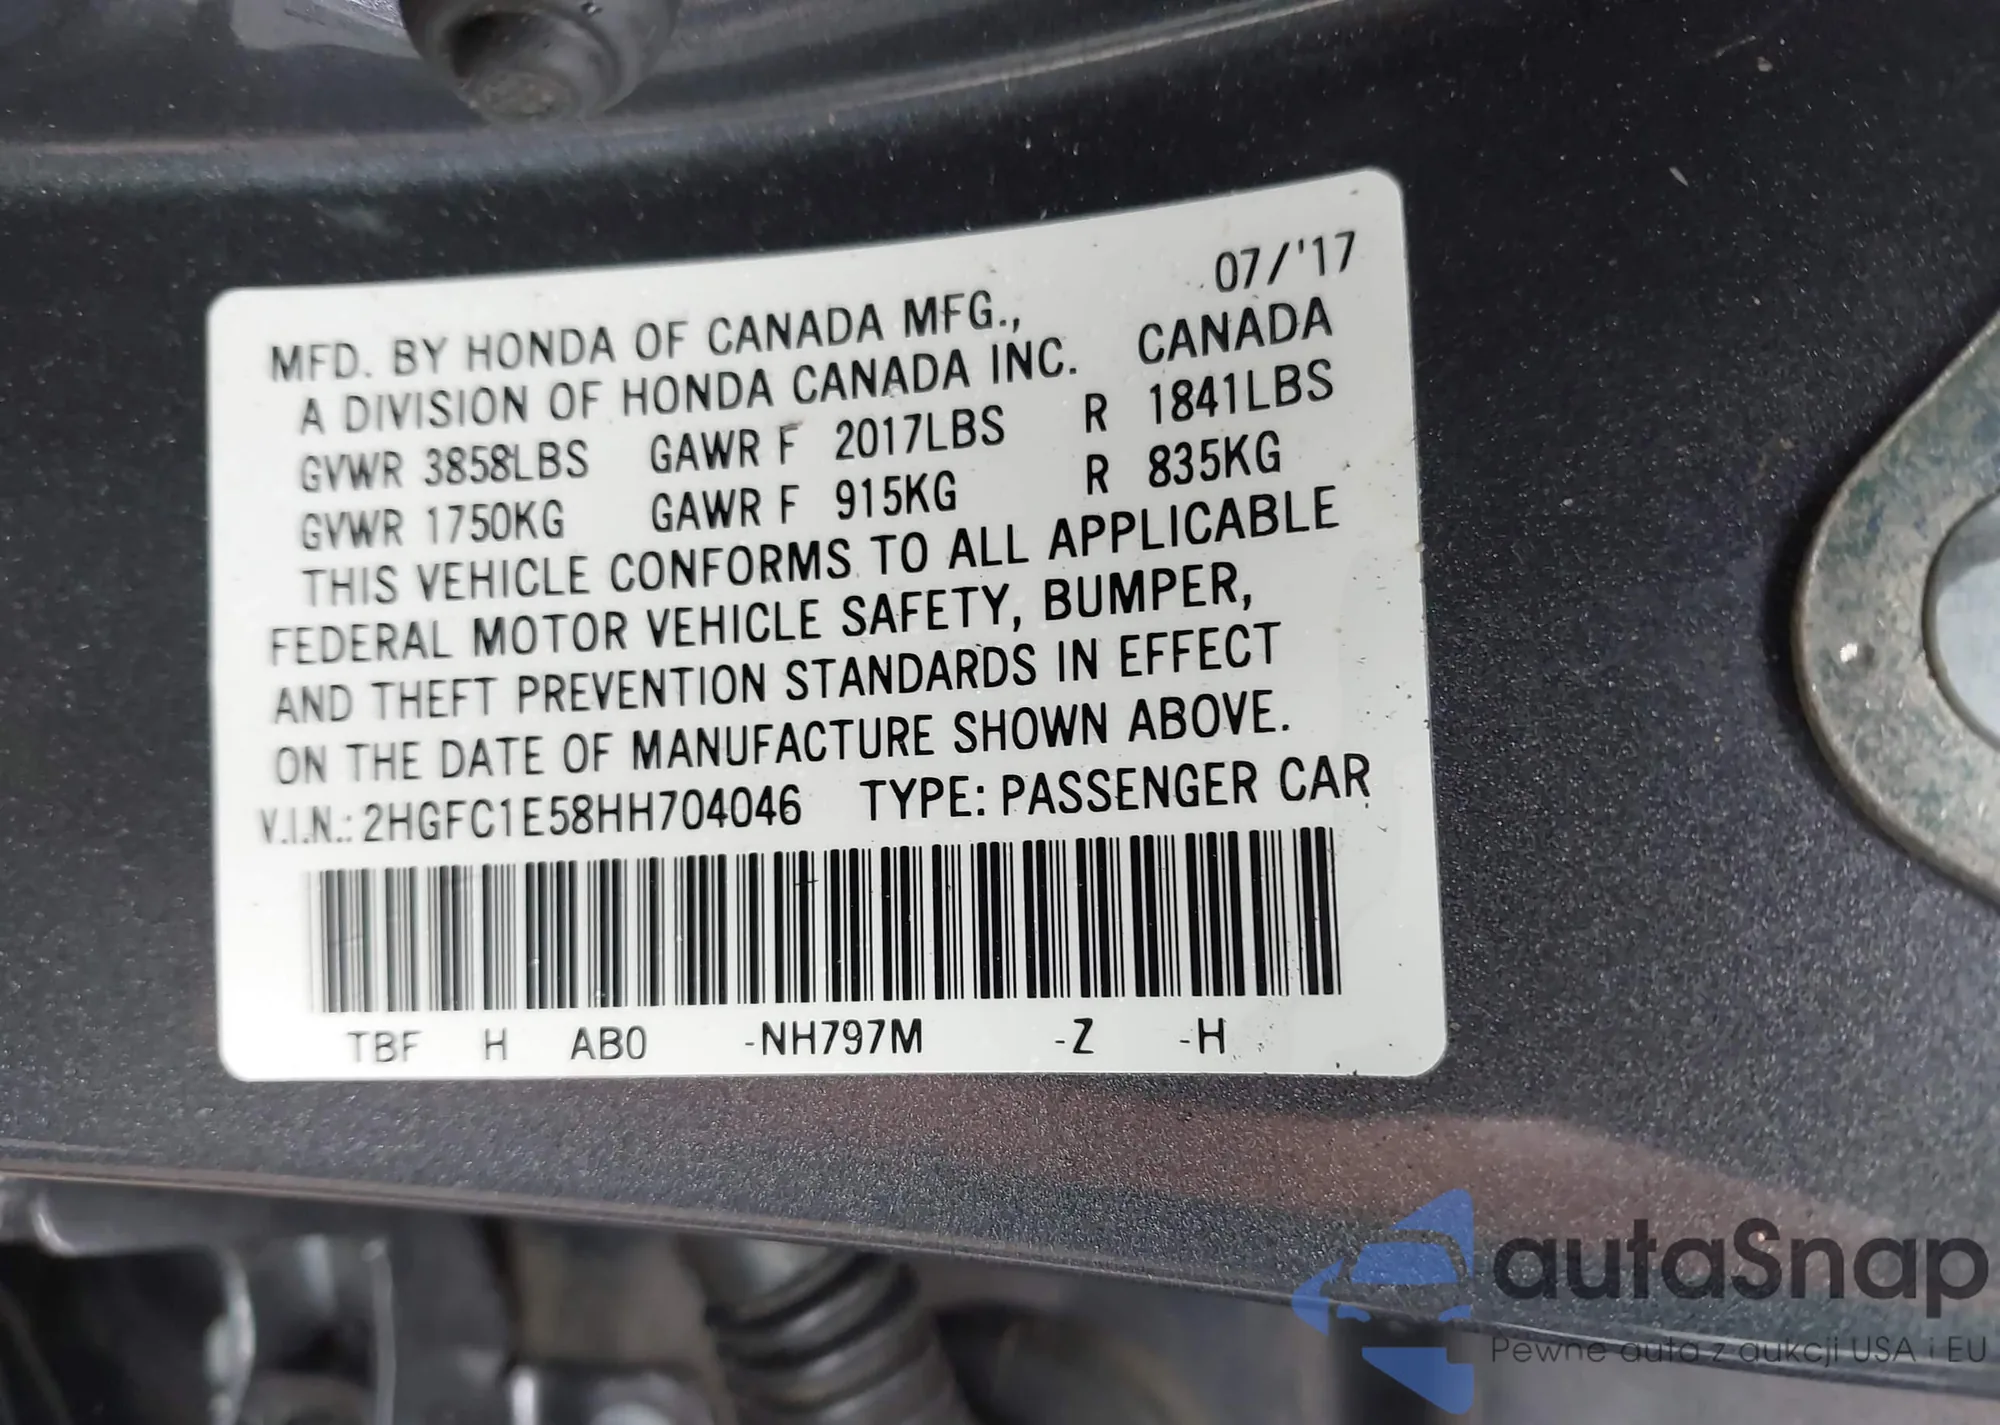 07/'17
MFD. BY HONDA OF CANADA MFG.,
A DIVISION OF HONDA CANADA INC. CANADA
GVWR 3858LBS GAWR F 2017LBS R 1841LBS
GVWR 1750KG GAWR F 915KG R 835KG
THIS VEHICLE CONFORMS TO ALL APPLICABLE
FEDERAL MOTOR VEHICLE SAFETY, BUMPER,
AND THEFT PREVENTION STANDARDS IN EFFECT
ON THE DATE OF MANUFACTURE SHOWN ABOVE.
V.I.N.: 2HGFC1E58HH704046 TYPE: PASSENGER CAR
TBF H AB0 -NH797M -Z -H
autaSnap
Pewne auta z aukcji USA i EU